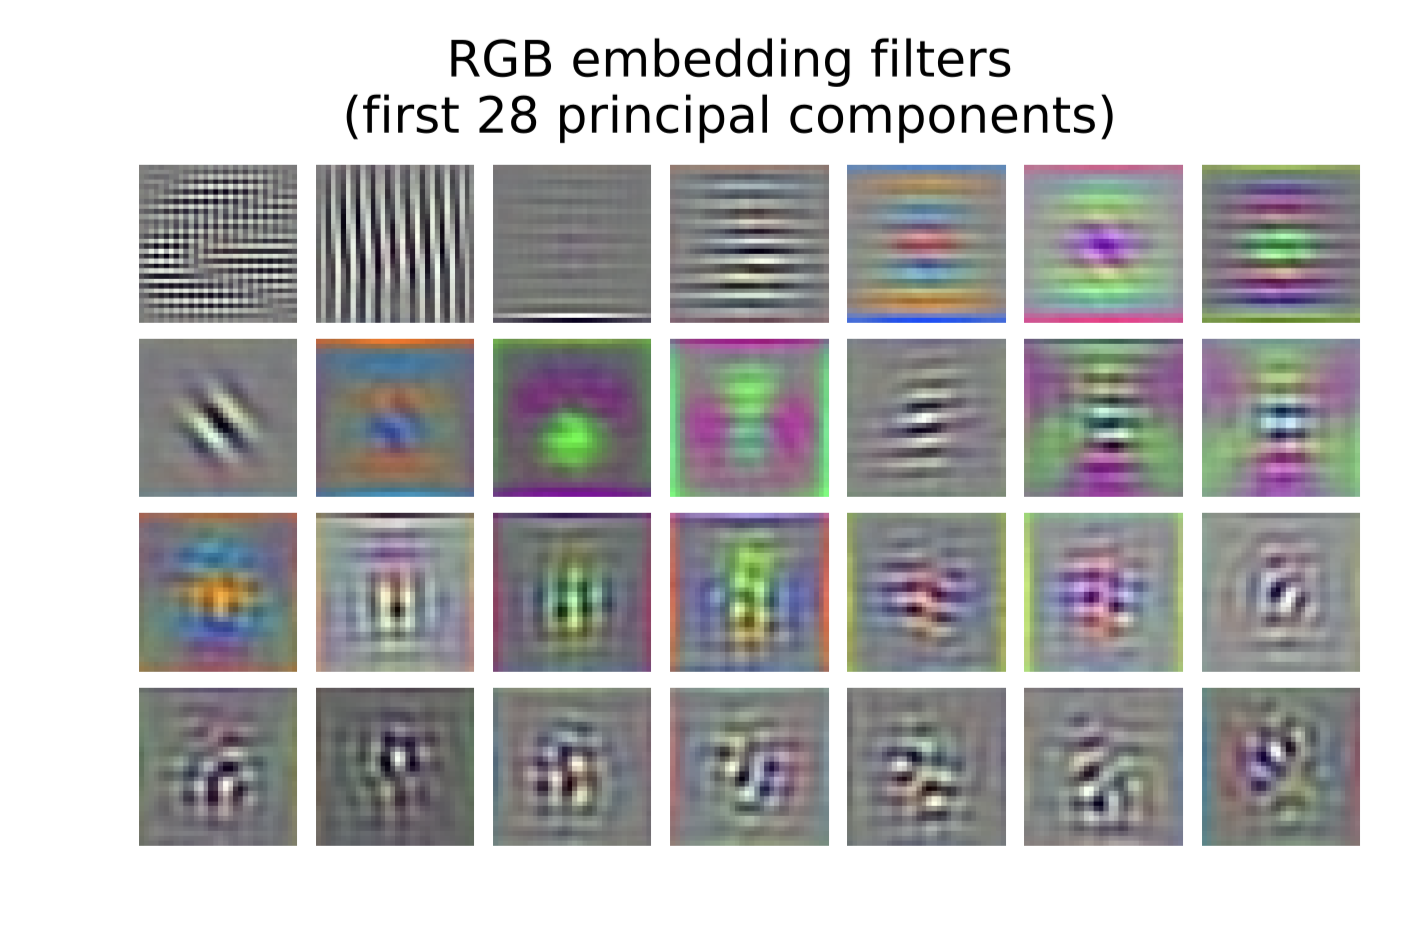 RGB embedding filters
(first 28 principal components)